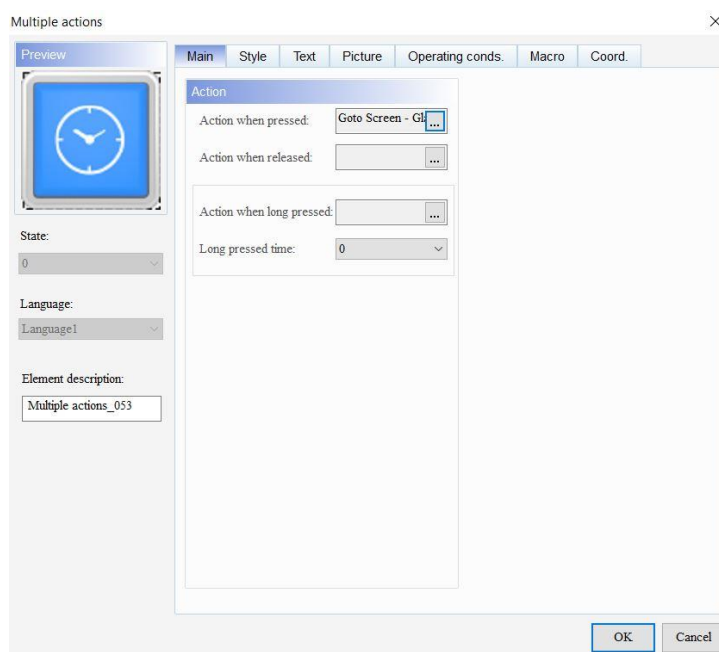 Multiple actions
Preview
State:
0
Language:
Language1
Element description:
Multiple actions_053
Main Style Text Picture Operating conds. Macro Coord.
Action
Action when pressed: Goto Screen - ...
Action when released: ...
Action when long pressed: ...
Long pressed time: 0
OK Cancel